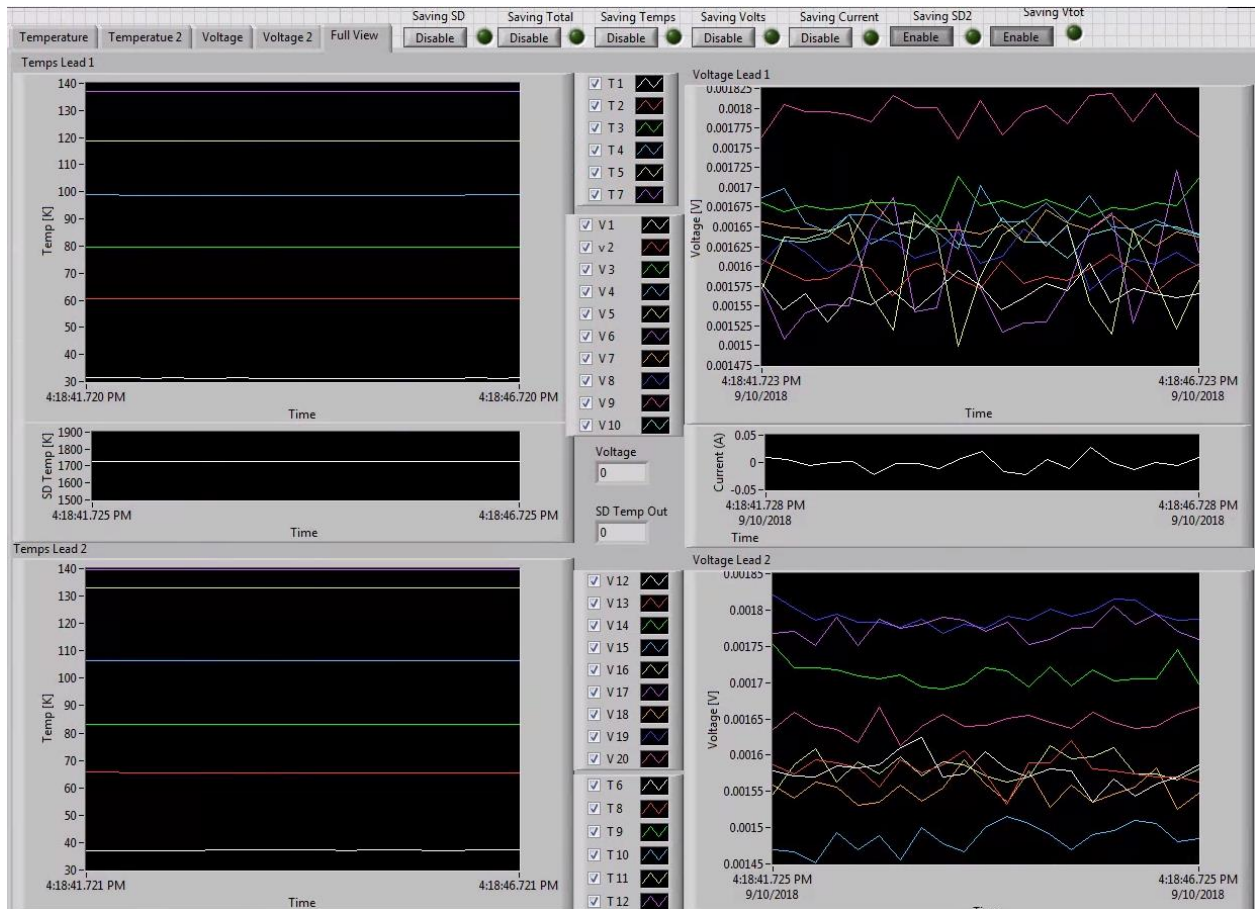 Saving SD Saving Total Saving Temps Saving Volts Saving Current Saving SD2 Saving Vtot
Temperature Temperatue 2 Voltage Voltage 2 Full View Disable Disable Disable Disable Disable Enable Enable
Temps Lead 1
140
130
120
110
100
90
80
70
60
50
40
30
Temp [K]
4:18:41.720 PM 4:18:46.720 PM
Time
T 1
T 2
T 3
T 4
T 5
T 7
V 1
v 2
V 3
V 4
V 5
V 6
V 7
V 8
V 9
V 10
Voltage Lead 1
0.001825
0.0018
0.001775
0.00175
0.001725
0.0017
0.001675
0.00165
0.001625
0.0016
0.001575
0.00155
0.001525
0.0015
0.001475
Voltage [V]
4:18:41.723 PM 4:18:46.723 PM
9/10/2018 9/10/2018
Time
1900
1800
1700
1600
1500
SD Temp [K]
4:18:41.725 PM 4:18:46.725 PM
Time
Voltage
0
SD Temp Out
0
0.05
0
-0.05
Current (A)
4:18:41.728 PM 4:18:46.728 PM
9/10/2018 9/10/2018
Time
Temps Lead 2
140
130
120
110
100
90
80
70
60
50
40
30
Temp [K]
4:18:41.721 PM 4:18:46.721 PM
Time
V 12
V 13
V 14
V 15
V 16
V 17
V 18
V 19
V 20
T 6
T 8
T 9
T 10
T 11
T 12
Voltage Lead 2
0.00185
0.0018
0.00175
0.0017
0.00165
0.0016
0.00155
0.0015
0.00145
Voltage [V]
4:18:41.725 PM 4:18:46.725 PM
9/10/2018 9/10/2018